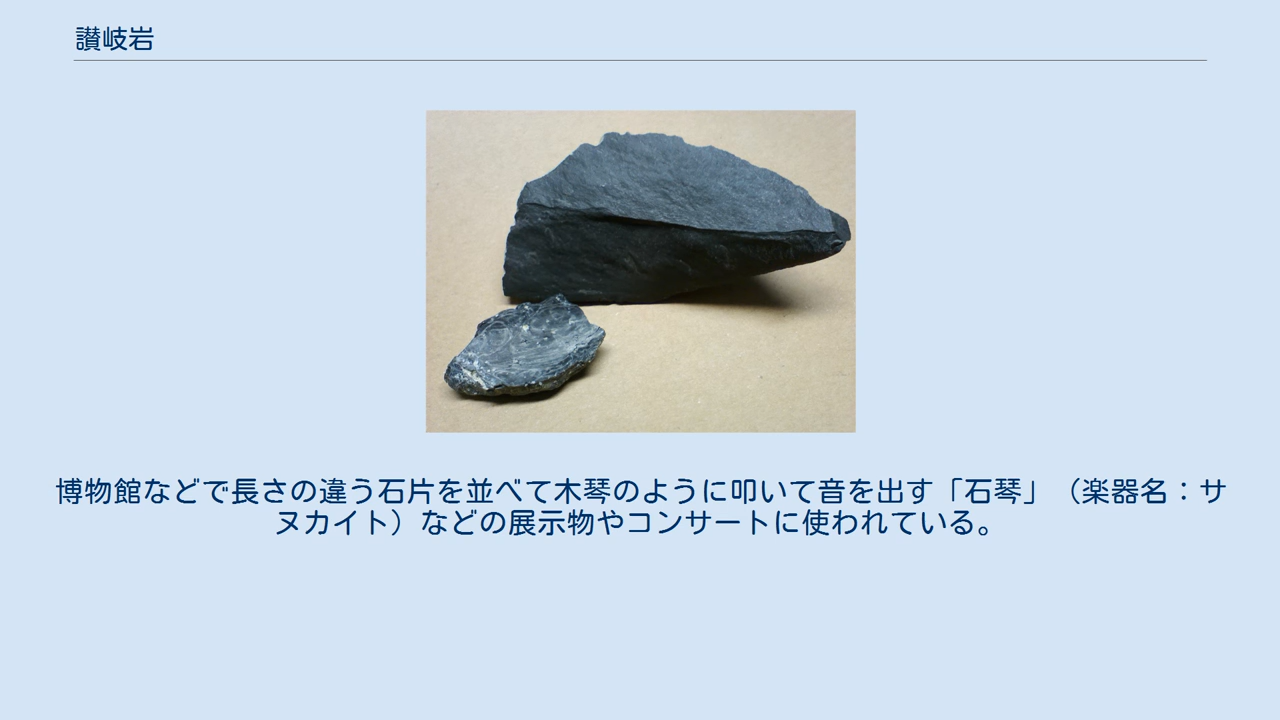 讃岐岩
博物館などで長さの違う石片を並べて木琴のように叩いて音を出す「石琴」（楽器名：サ
ヌカイト）などの展示物やコンサートに使われている。